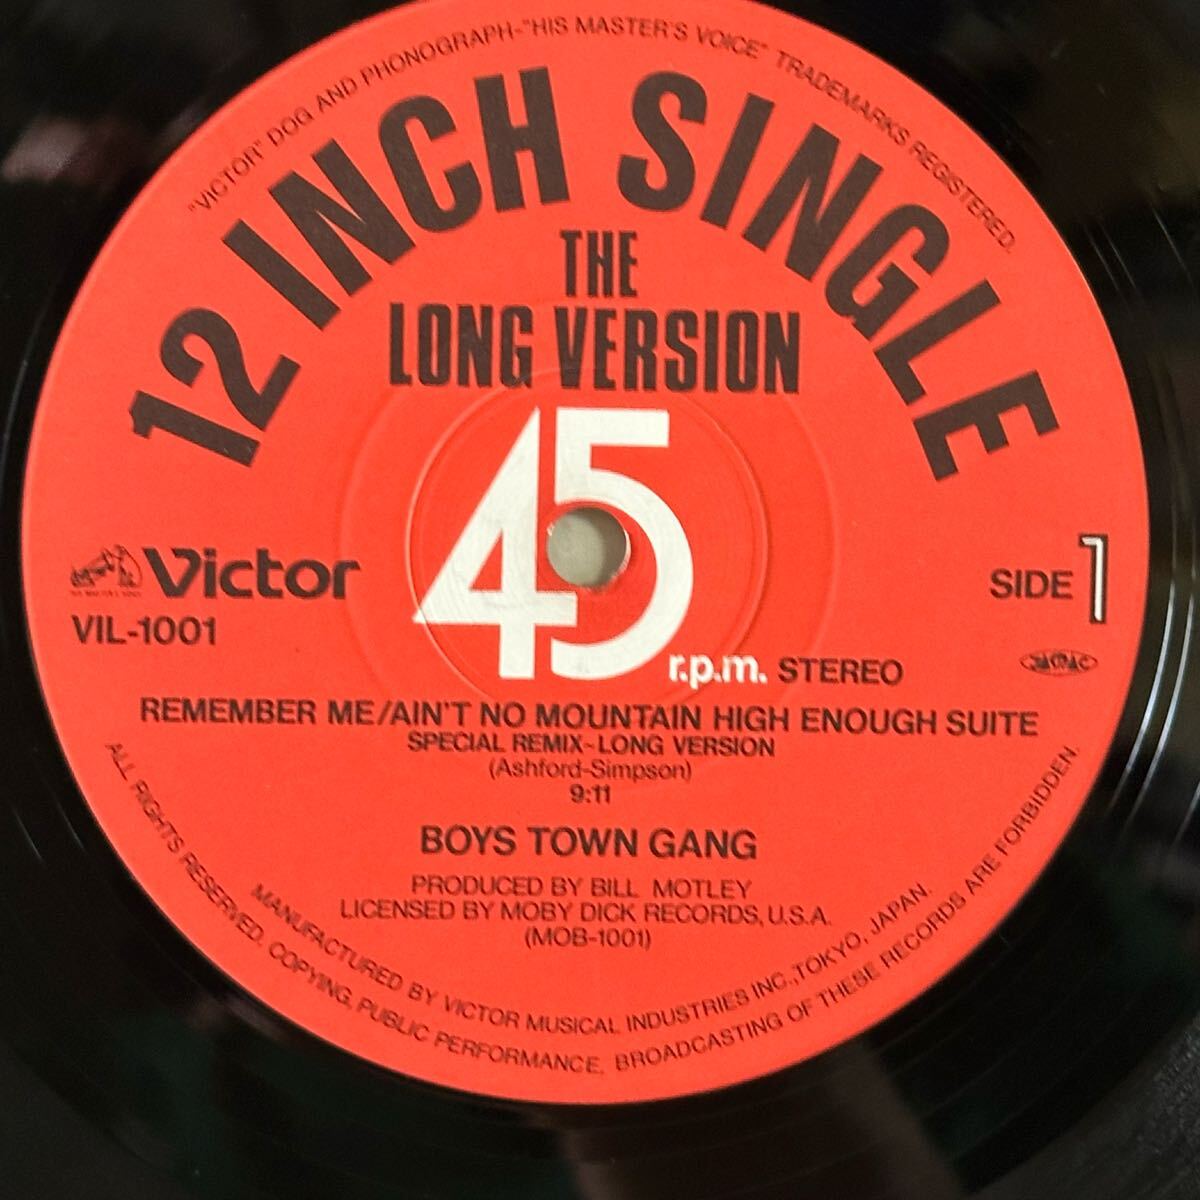 "VICTOR" DOG AND PHONOGRAPH-"HIS MASTER'S VOICE" TRADEMARKS REGISTERED.
12 INCH SINGLE
THE
LONG VERSION
45
r.p.m. STEREO
Victor
VIL-1001
SIDE 1
JASRAC
REMEMBER ME/AIN'T NO MOUNTAIN HIGH ENOUGH SUITE
SPECIAL REMIX~LONG VERSION
(Ashford-Simpson)
9:11
BOYS TOWN GANG
PRODUCED BY BILL MOTLEY
LICENSED BY MOBY DICK RECORDS, U.S.A.
(MOB-1001)
MANUFACTURED BY VICTOR MUSICAL INDUSTRIES INC., TOKYO, JAPAN.
ALL RIGHTS RESERVED. COPYING, PUBLIC PERFORMANCE, BROADCASTING OF THESE RECORDS ARE FORBIDDEN.